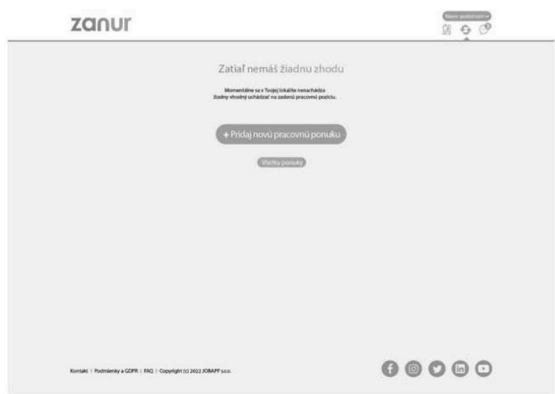 zanur
Zatiaľ nemáš žiadnu zhodu
Momentálne sa v Tvojej lokalite nenachádza
žiadny vhodný uchádzač na zadanú pracovnú pozíciu.
+ Pridaj novú pracovnú ponuku
Všetky ponuky
Kontakt | Podmienky a GDPR | FAQ | Copyright (c) 2022 JOBAPP s.r.o.